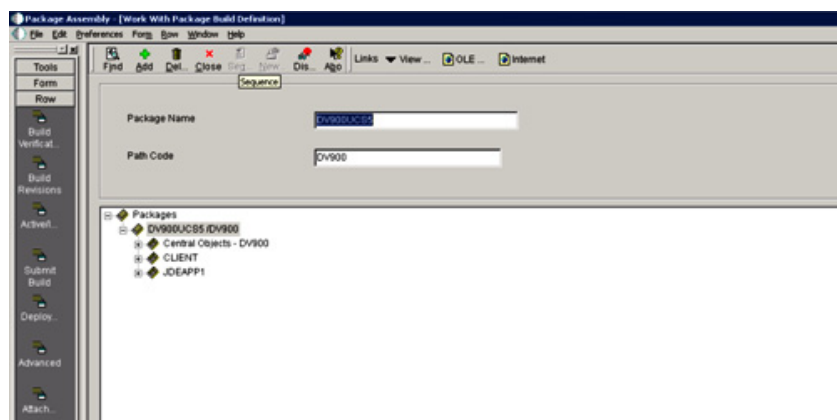 Package Assembly - [Work With Package Build Definition]
File Edit Preferences Form Row Window Help
Find Add Del... Close Seq... New... Dis... Abo Links View ... OLE ... Internet
Sequence
Tools
Form
Row
Build
Verificat...
Build
Revisions
Active/I...
Submit
Build
Deploy...
Advanced
Attach...
Package Name DV900UCS5
Path Code DV900
Packages
DV900UCS5 /DV900
Central Objects - DV900
CLIENT
JDEAPP1